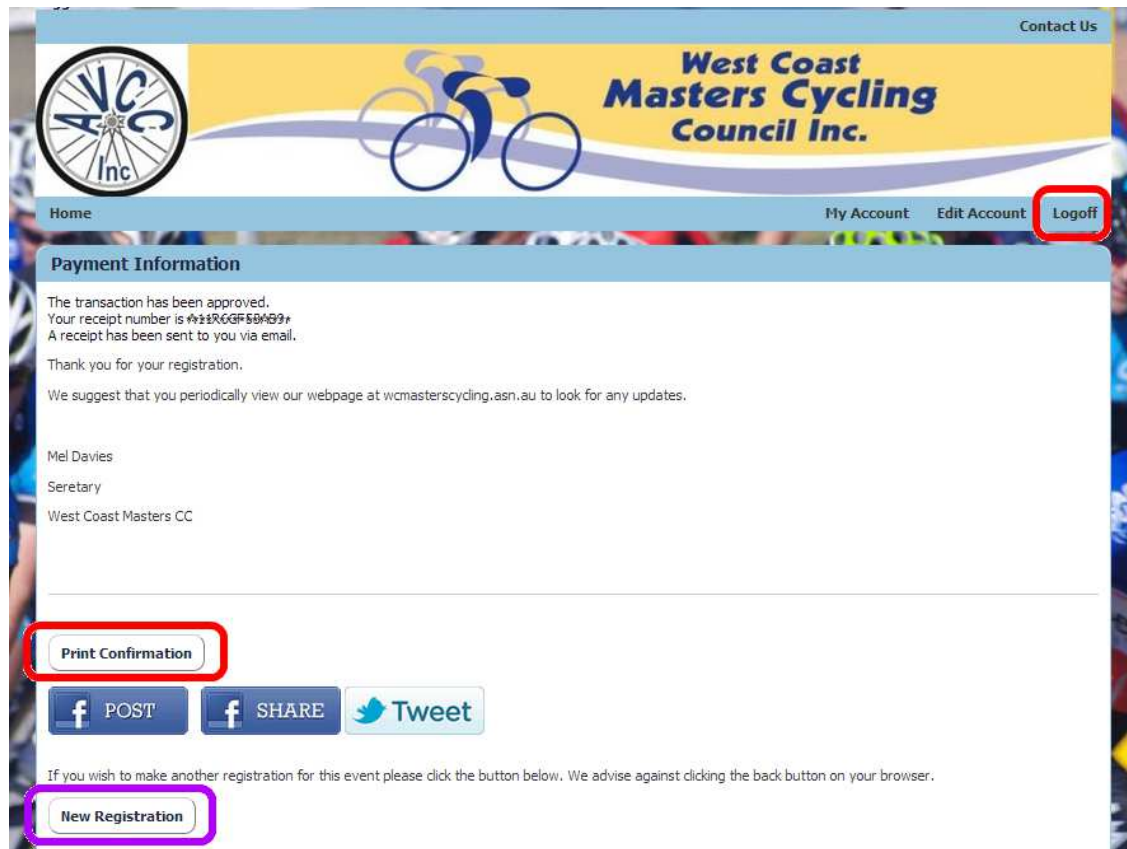 Contact Us
AVCC
Inc
West Coast
Masters Cycling
Council Inc.
Home My Account Edit Account Logoff
Payment Information
The transaction has been approved.
Your receipt number is
A receipt has been sent to you via email.
Thank you for your registration.
We suggest that you periodically view our webpage at wcmasterscycling.asn.au to look for any updates.
Mel Davies
Seretary
West Coast Masters CC
Print Confirmation
f POST f SHARE Tweet
If you wish to make another registration for this event please click the button below. We advise against clicking the back button on your browser.
New Registration